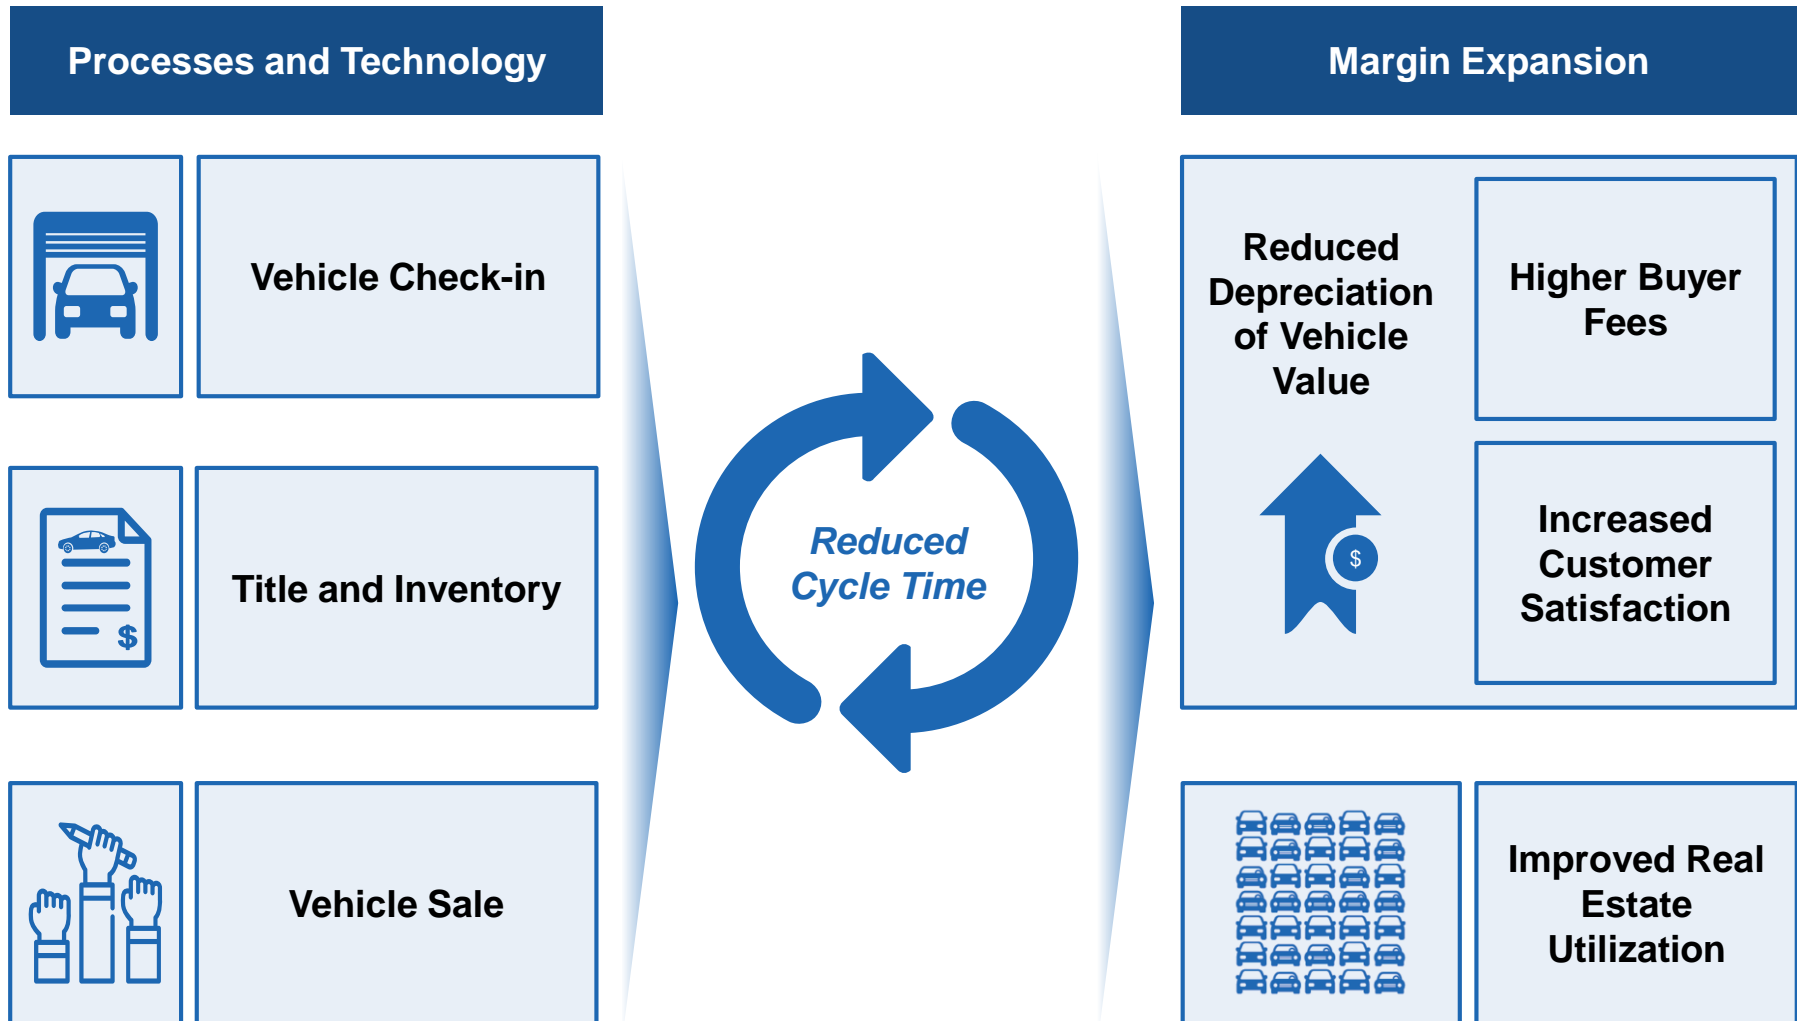 Processes and Technology
Margin Expansion
Vehicle Check-in
Title and Inventory
$
Vehicle Sale
Reduced
Cycle Time
Reduced
Depreciation
of Vehicle
Value
$
Higher Buyer
Fees
Increased
Customer
Satisfaction
Improved Real
Estate
Utilization